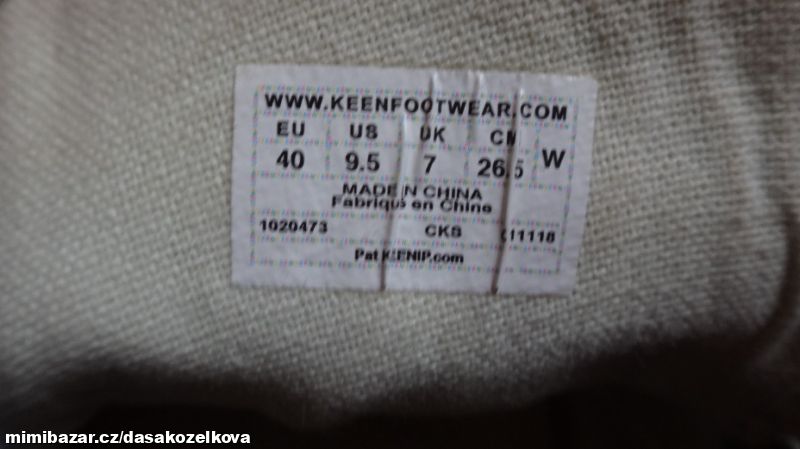 WWW.KEENFOOTWEAR.COM
EU US UK CM
40 9.5 7 26.5 W
MADE IN CHINA
Fabriqué en Chine
1020473 CKS 011118
Pat KEENIP.com
mimibazar.cz/dasakozelkova